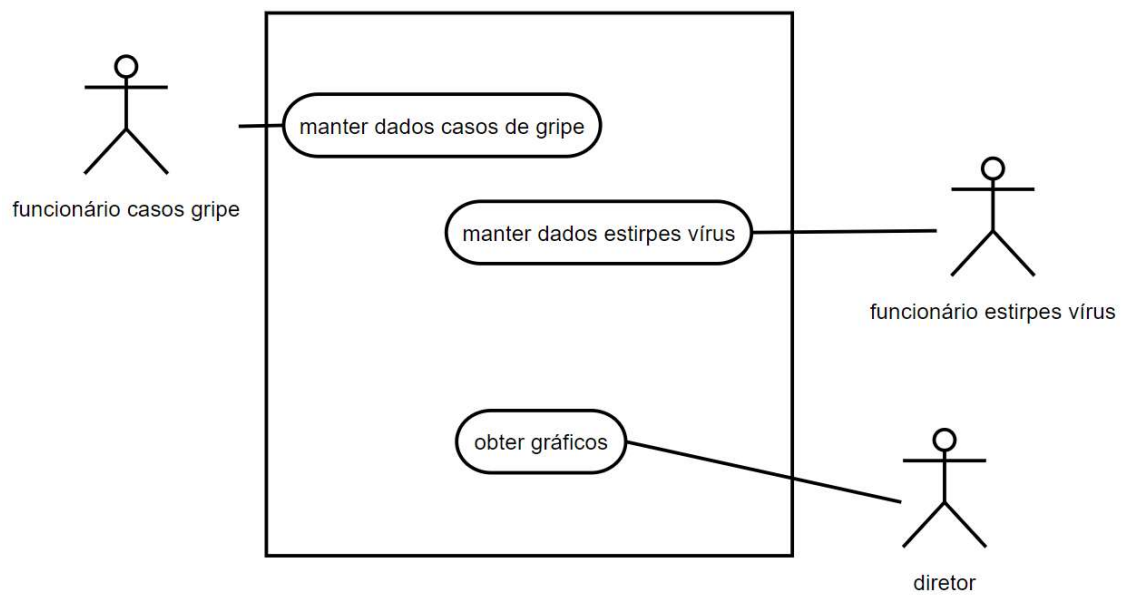 manter dados casos de gripe
funcionário casos gripe
manter dados estirpes vírus
funcionário estirpes vírus
obter gráficos
diretor